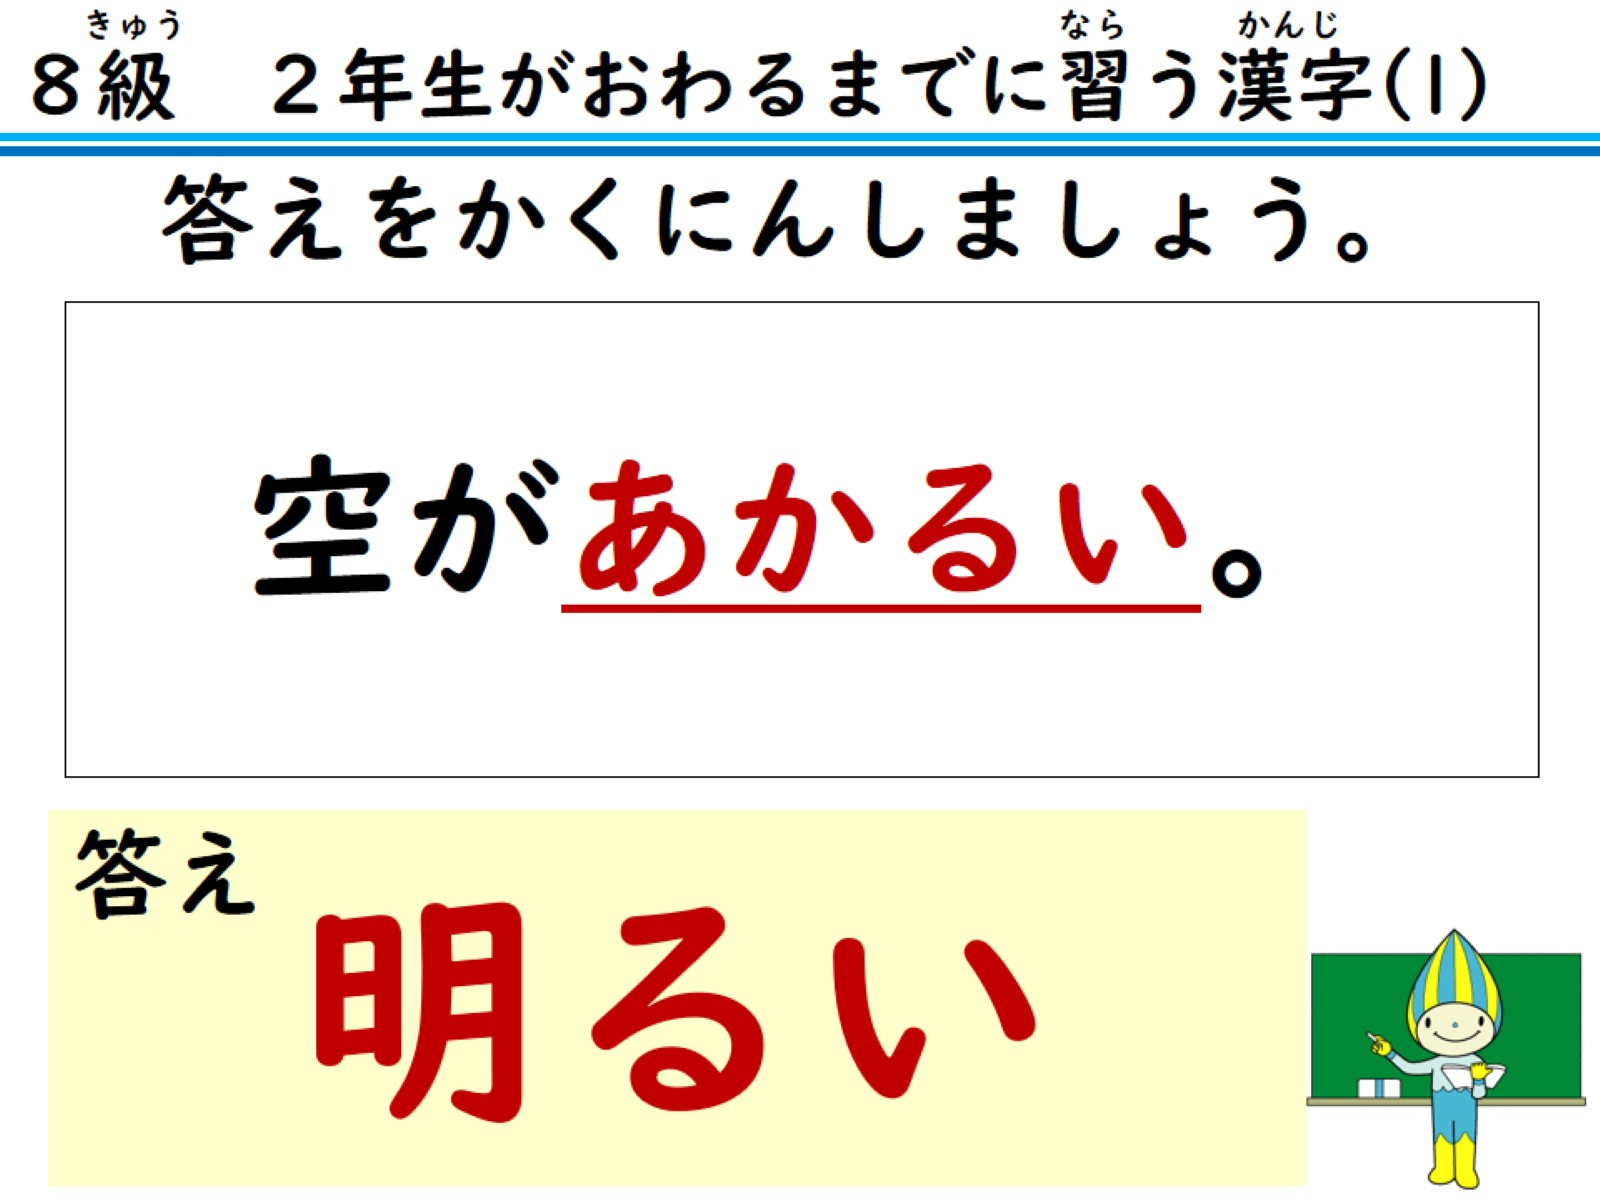 きゅう なら かんじ
８級　２年生がおわるまでに習う漢字(1)
答えをかくにんしましょう。
空があかるい。
答え
明るい